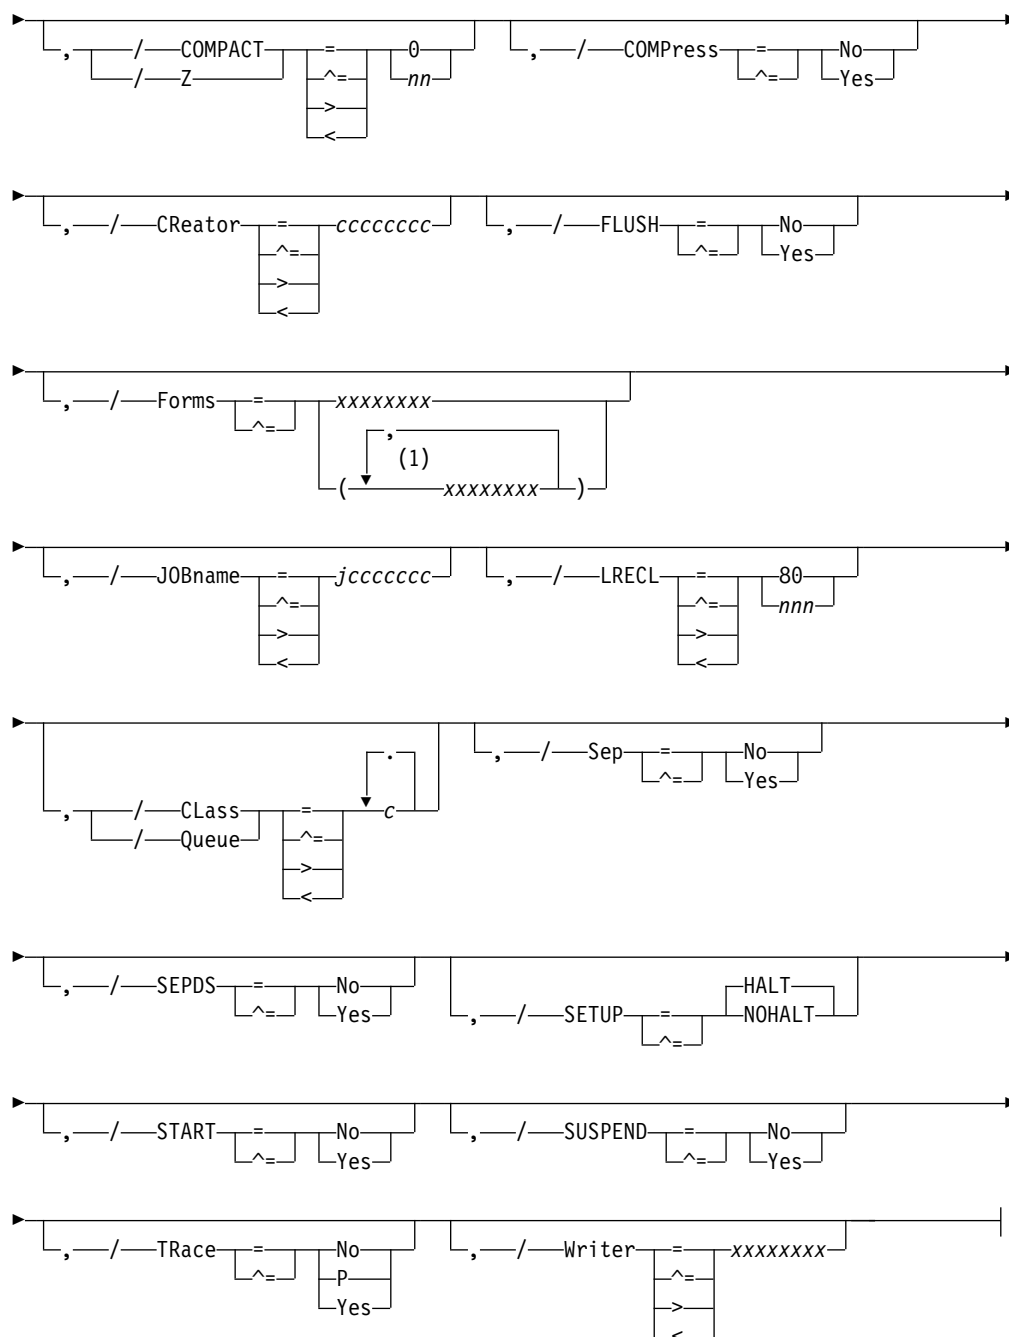 , / COMPACT = 0 , / COMPress = No
/ Z ^= nn ^= Yes
>
<
, / CReator = cccccccc , / FLUSH = No
^= ^= Yes
>
<
, / Forms = xxxxxxxx
^= ,
(1)
( xxxxxxxx )
, / JOBname = jccccccc , / LRECL = 80
^= ^= nnn
> >
< <
. , / Sep = No
^= Yes
, / CLass = c
/ Queue ^=
>
<
, / SEPDS = No HALT
^= Yes , / SETUP = NOHALT
^=
, / START = No , / SUSPEND = No
^= Yes ^= Yes
, / TRace = No , / Writer = xxxxxxxx
^= P ^=
Yes >
<